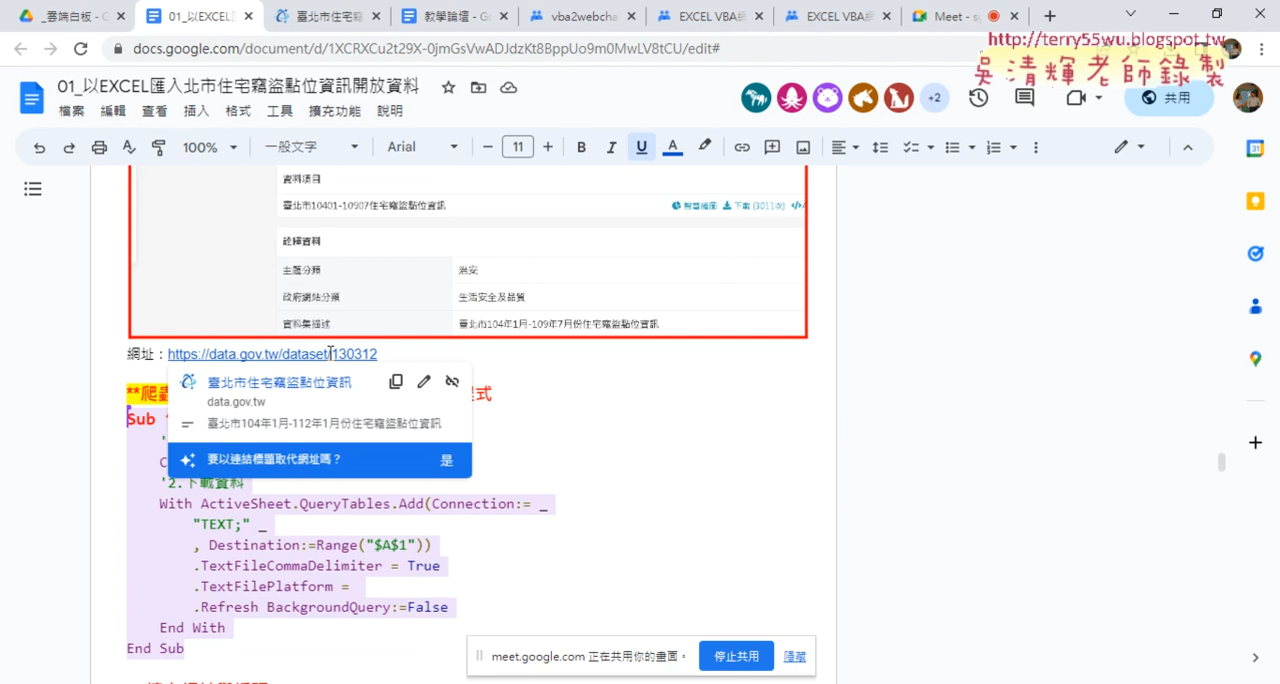 _雲端白板 - G
01_以EXCEL匯
臺北市住宅竊
教學論壇 - Go
vba2webcha
EXCEL VBA網
EXCEL VBA網
Meet - s
docs.google.com/document/d/1XCRXCu2t29X-0jmGsVwADJdzKt8BppUo9m0MwLV8tCU/edit#
http://terry55wu.blogspot.tw
吳清輝老師錄製
01_以EXCEL匯入北市住宅竊盜點位資訊開放資料
檔案 編輯 查看 插入 格式 工具 擴充功能 說明
+2
共用
100% 一般文字 Arial 11 B I U A
31
資料項目
臺北市10401-10907住宅竊盜點位資訊
下載 (3011次)
詮釋資料
主題分類 治安
政府網站分類 生活安全及品質
資料集描述 臺北市104年1月-109年7月份住宅竊盜點位資訊
網址：https://data.gov.tw/dataset/130312
臺北市住宅竊盜點位資訊
data.gov.tw
臺北市104年1月-112年1月份住宅竊盜點位資訊
要以連結標題取代網址嗎？ 是
**爬蟲 程式
Sub
'2.下載資料
With ActiveSheet.QueryTables.Add(Connection:= _
"TEXT;" _
, Destination:=Range("$A$1"))
.TextFileCommaDelimiter = True
.TextFilePlatform =
.Refresh BackgroundQuery:=False
End With
End Sub
meet.google.com 正在共用你的畫面。 停止共用 隱藏